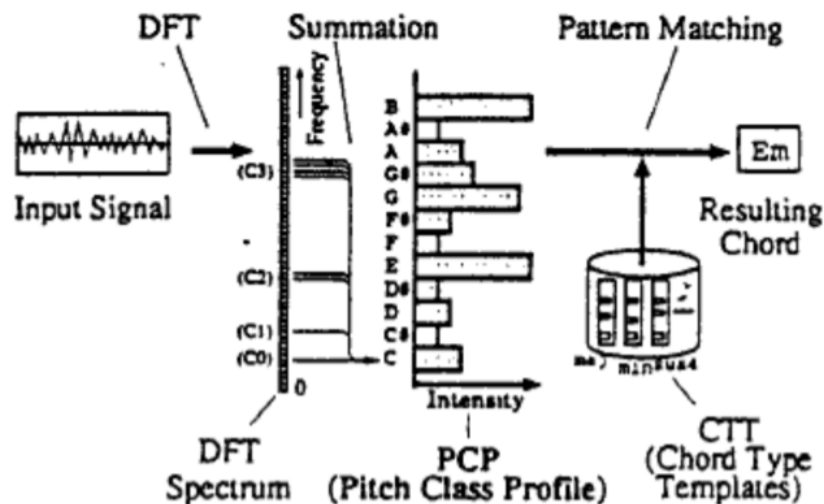 DFT
Summation
Pattern Matching
Frequency
B
A#
A
G#
G
F#
F
E
D#
D
C#
C
(C3)
(C2)
(C1)
(C0)
0
Input Signal
Em
Resulting
Chord
maj min sus4
Intensity
DFT
Spectrum
PCP
(Pitch Class Profile)
CTT
(Chord Type
Templates)